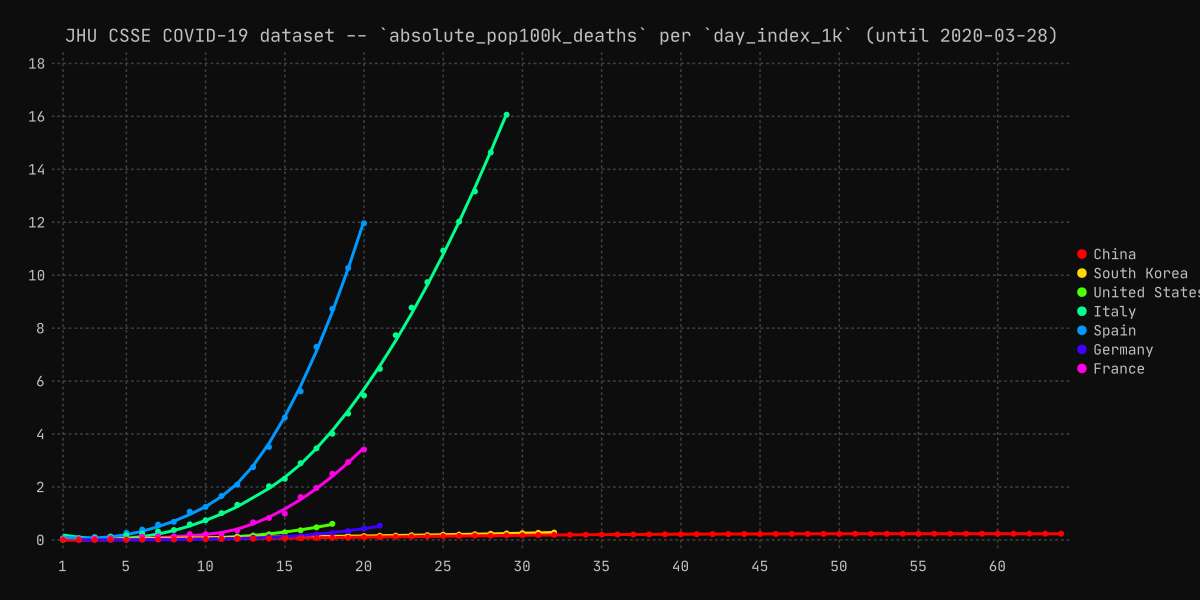 JHU CSSE COVID-19 dataset -- `absolute_pop100k_deaths` per `day_index_1k` (until 2020-03-28)
18
16
14
12
10
8
6
4
2
0
1 5 10 15 20 25 30 35 40 45 50 55 60
China
South Korea
United States
Italy
Spain
Germany
France